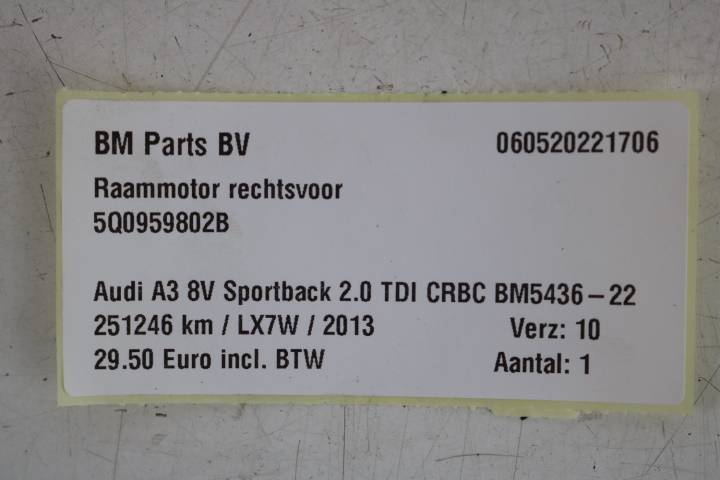 BM Parts BV 060520221706
Raammotor rechtsvoor
5Q0959802B
Audi A3 8V Sportback 2.0 TDI CRBC BM5436-22
251246 km / LX7W / 2013 Verz: 10
29.50 Euro incl. BTW Aantal: 1